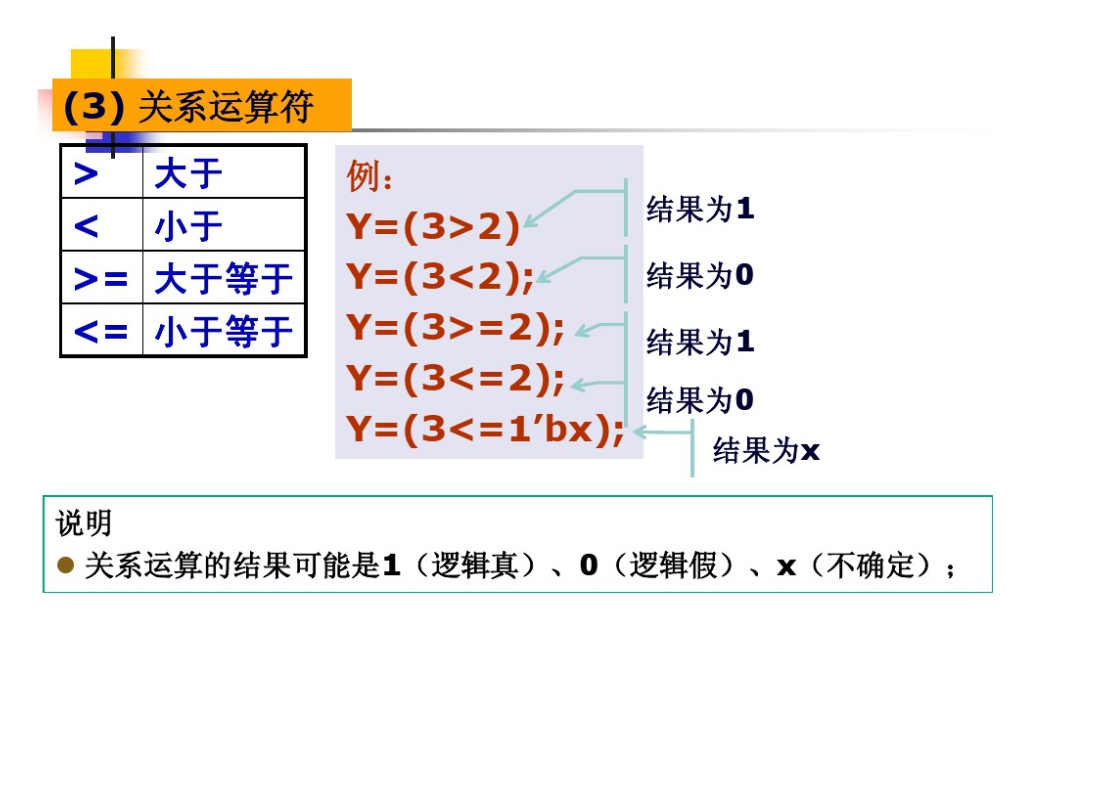 (3) 关系运算符
> 大于
< 小于
>= 大于等于
<= 小于等于
例：
Y=(3>2)
Y=(3<2);
Y=(3>=2);
Y=(3<=2);
Y=(3<=1′bx);
结果为1
结果为0
结果为1
结果为0
结果为x
说明
● 关系运算的结果可能是1（逻辑真）、0（逻辑假）、x（不确定）；